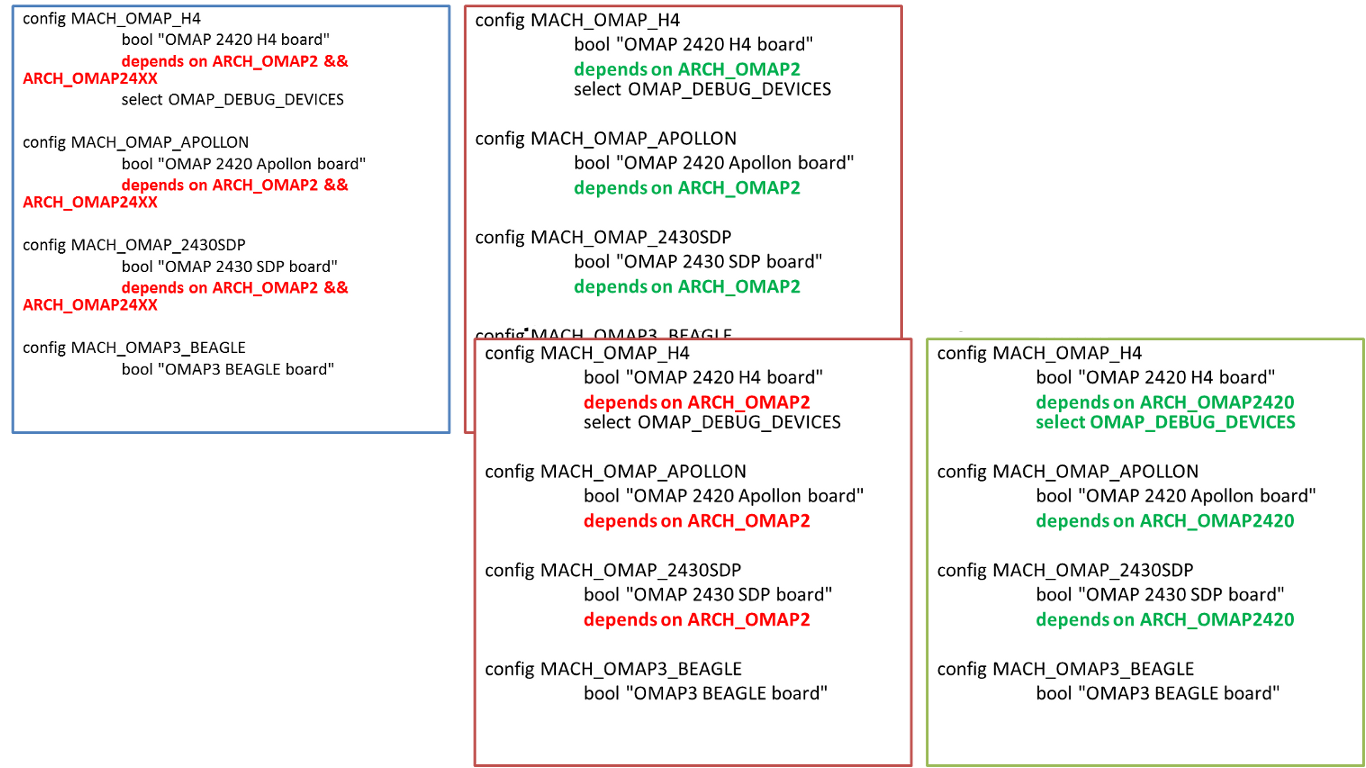 config MACH_OMAP_H4
bool "OMAP 2420 H4 board"
depends on ARCH_OMAP2 &&
ARCH_OMAP24XX
select OMAP_DEBUG_DEVICES
config MACH_OMAP_APOLLON
bool "OMAP 2420 Apollon board"
depends on ARCH_OMAP2 &&
ARCH_OMAP24XX
config MACH_OMAP_2430SDP
bool "OMAP 2430 SDP board"
depends on ARCH_OMAP2 &&
ARCH_OMAP24XX
config MACH_OMAP3_BEAGLE
bool "OMAP3 BEAGLE board"
config MACH_OMAP_H4
bool "OMAP 2420 H4 board"
depends on ARCH_OMAP2
select OMAP_DEBUG_DEVICES
config MACH_OMAP_APOLLON
bool "OMAP 2420 Apollon board"
depends on ARCH_OMAP2
config MACH_OMAP_2430SDP
bool "OMAP 2430 SDP board"
depends on ARCH_OMAP2
config MACH_OMAP3_BEAGLE
config MACH_OMAP_H4
bool "OMAP 2420 H4 board"
depends on ARCH_OMAP2
select OMAP_DEBUG_DEVICES
config MACH_OMAP_APOLLON
bool "OMAP 2420 Apollon board"
depends on ARCH_OMAP2
config MACH_OMAP_2430SDP
bool "OMAP 2430 SDP board"
depends on ARCH_OMAP2
config MACH_OMAP3_BEAGLE
bool "OMAP3 BEAGLE board"
config MACH_OMAP_H4
bool "OMAP 2420 H4 board"
depends on ARCH_OMAP2420
select OMAP_DEBUG_DEVICES
config MACH_OMAP_APOLLON
bool "OMAP 2420 Apollon board"
depends on ARCH_OMAP2420
config MACH_OMAP_2430SDP
bool "OMAP 2430 SDP board"
depends on ARCH_OMAP2420
config MACH_OMAP3_BEAGLE
bool "OMAP3 BEAGLE board"